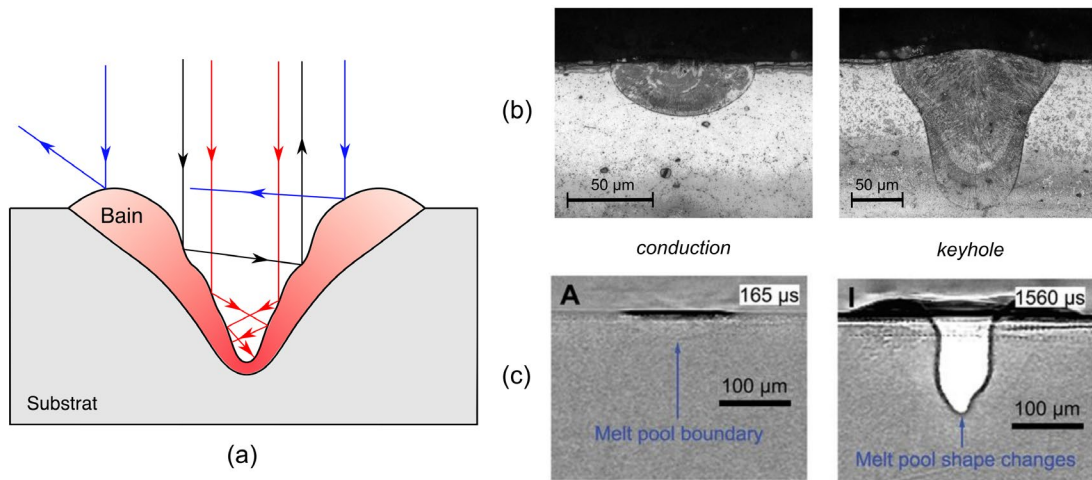 Bain
Substrat
(a)
(b)
50 µm
50 µm
conduction
keyhole
(c)
A
165 µs
100 µm
Melt pool boundary
I
1560 µs
100 µm
Melt pool shape changes